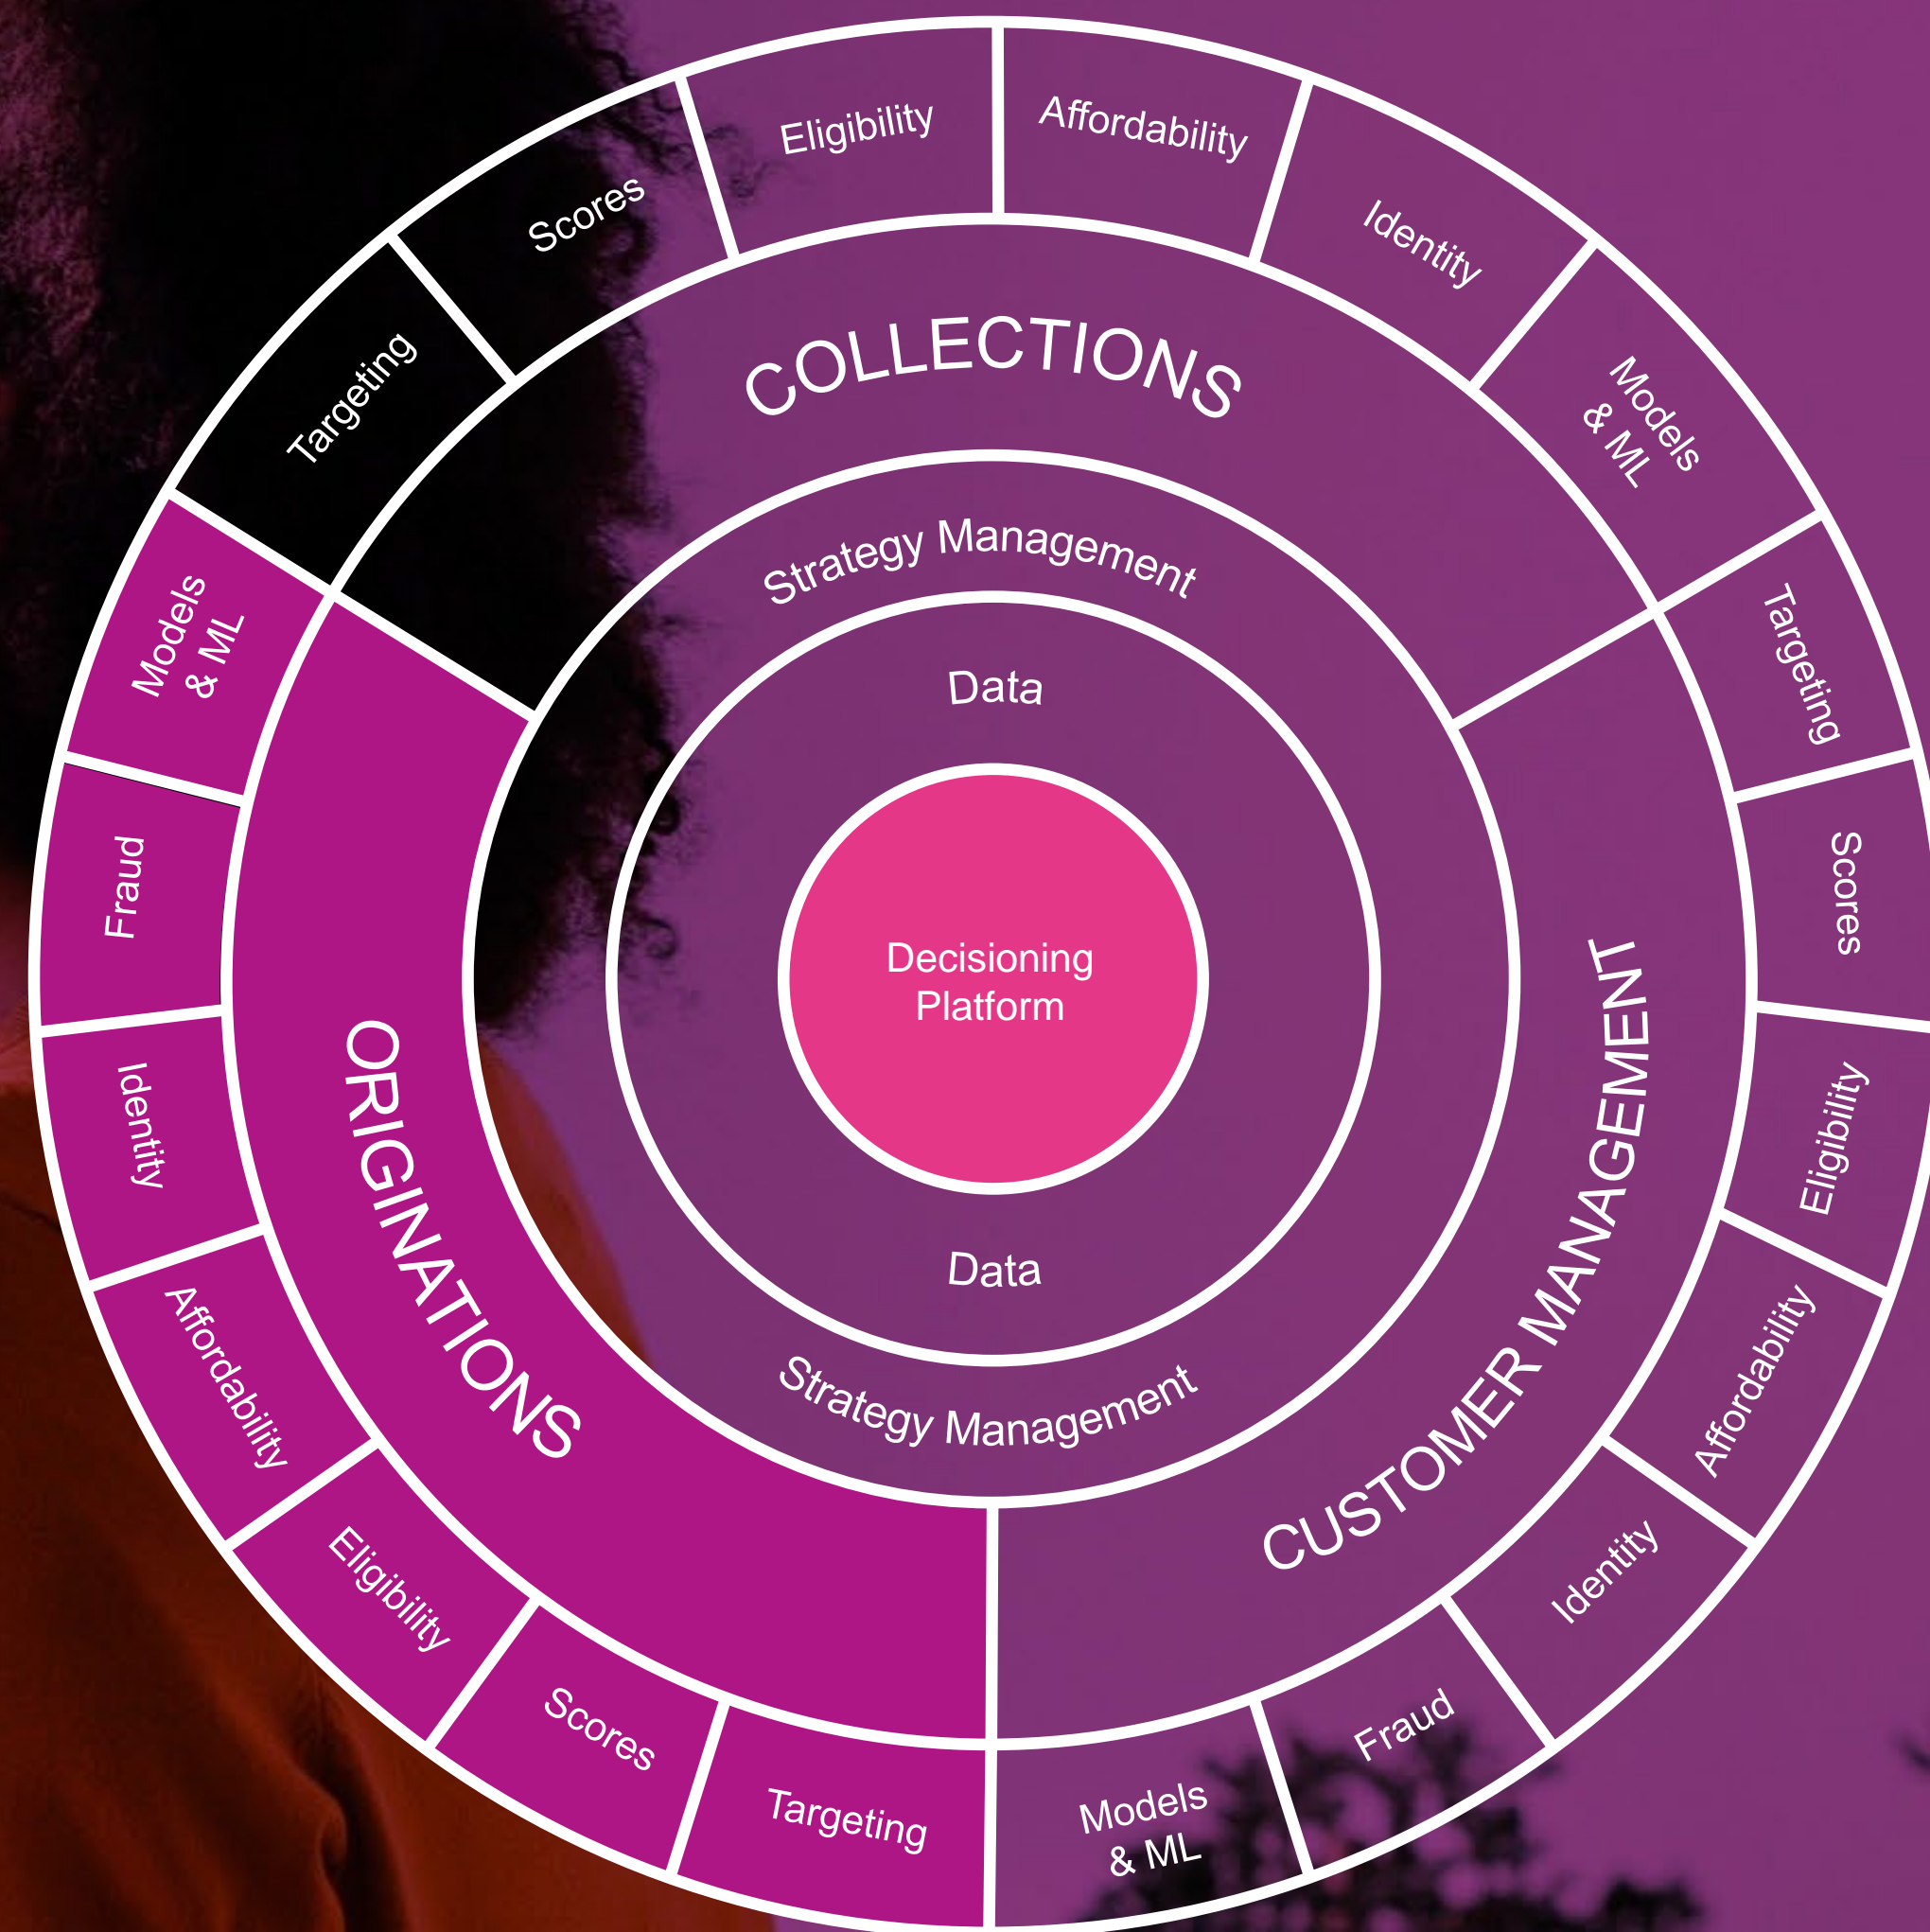 COLLECTIONS
Targeting
Scores
Eligibility
Affordability
Identity
Models
& ML
CUSTOMER MANAGEMENT
Targeting
Scores
Eligibility
Affordability
Identity
Fraud
Models
& ML
ORIGINATIONS
Targeting
Scores
Eligibility
Affordability
Identity
Fraud
Models
& ML
Strategy Management
Data
Decisioning
Platform
Data
Strategy Management